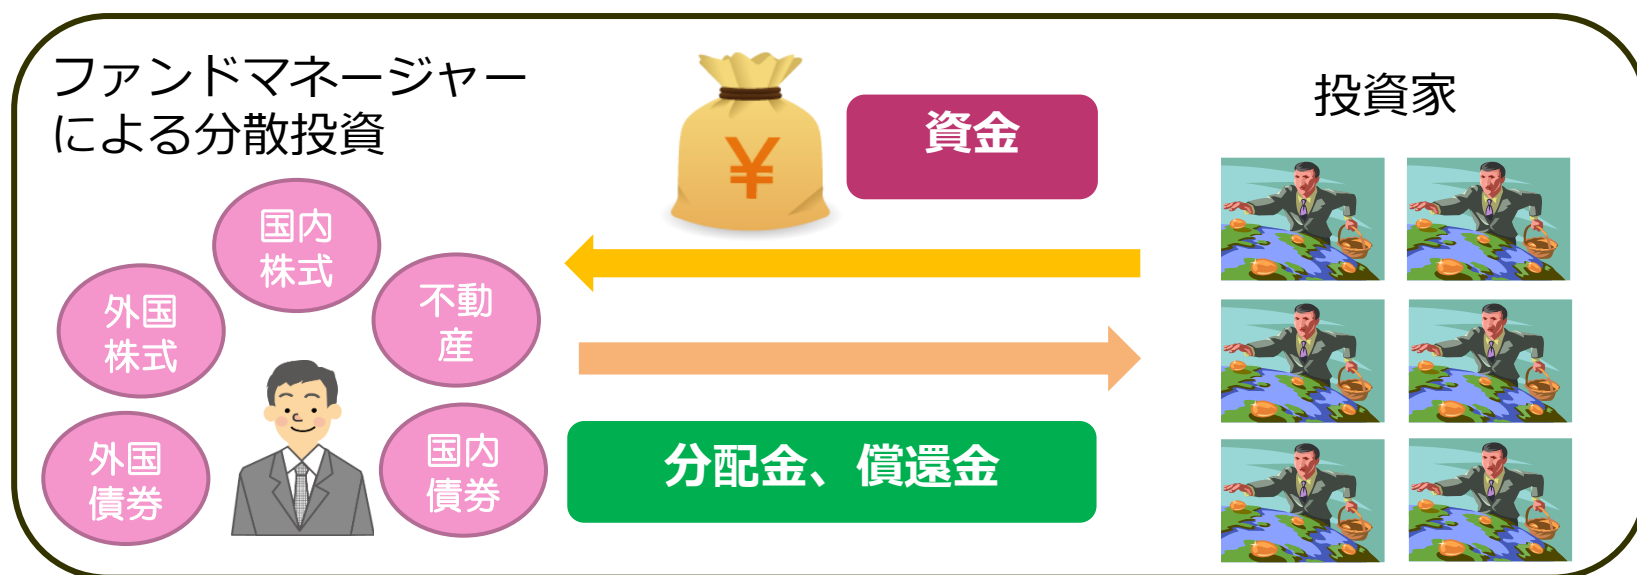 ファンドマネージャー
による分散投資
資金
投資家
国内
株式
外国
株式
不動
産
外国
債券
国内
債券
¥
分配金、償還金